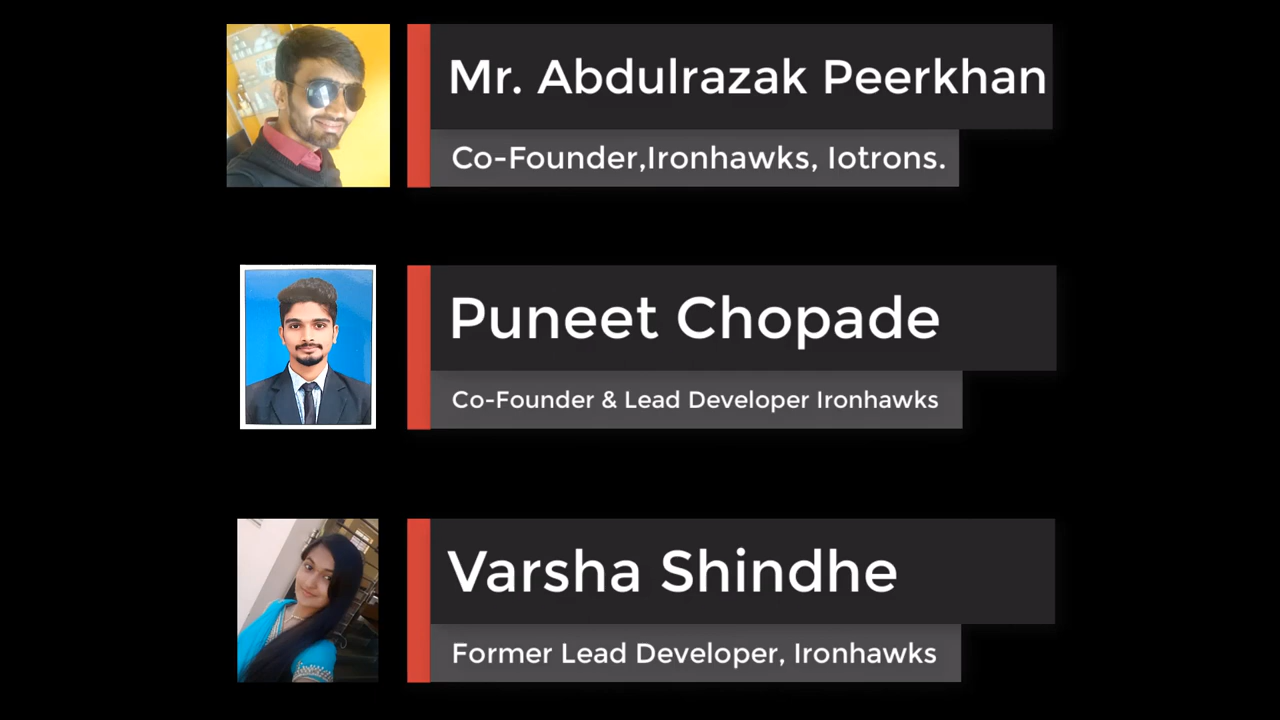 Mr. Abdulrazak Peerkhan
Co-Founder,Ironhawks, Iotrons.
Puneet Chopade
Co-Founder & Lead Developer Ironhawks
Varsha Shindhe
Former Lead Developer, Ironhawks